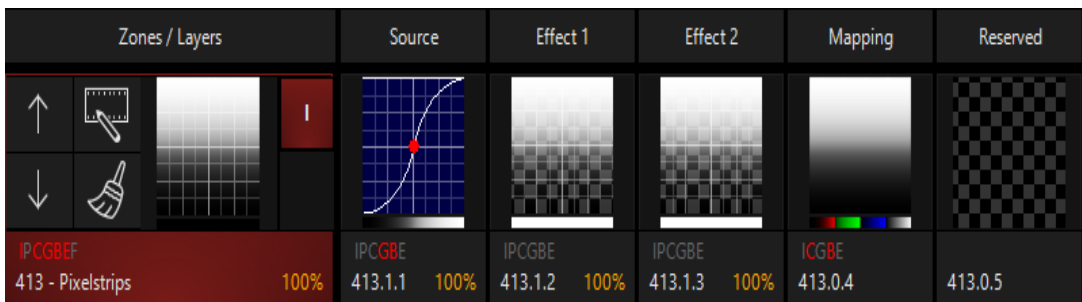 Zones / Layers Source Effect 1 Effect 2 Mapping Reserved
I
IPCGBEF IPCGBE IPCGBE IPCGBE ICGBE
413 - Pixelstrips 100% 413.1.1 100% 413.1.2 100% 413.1.3 100% 413.0.4 413.0.5